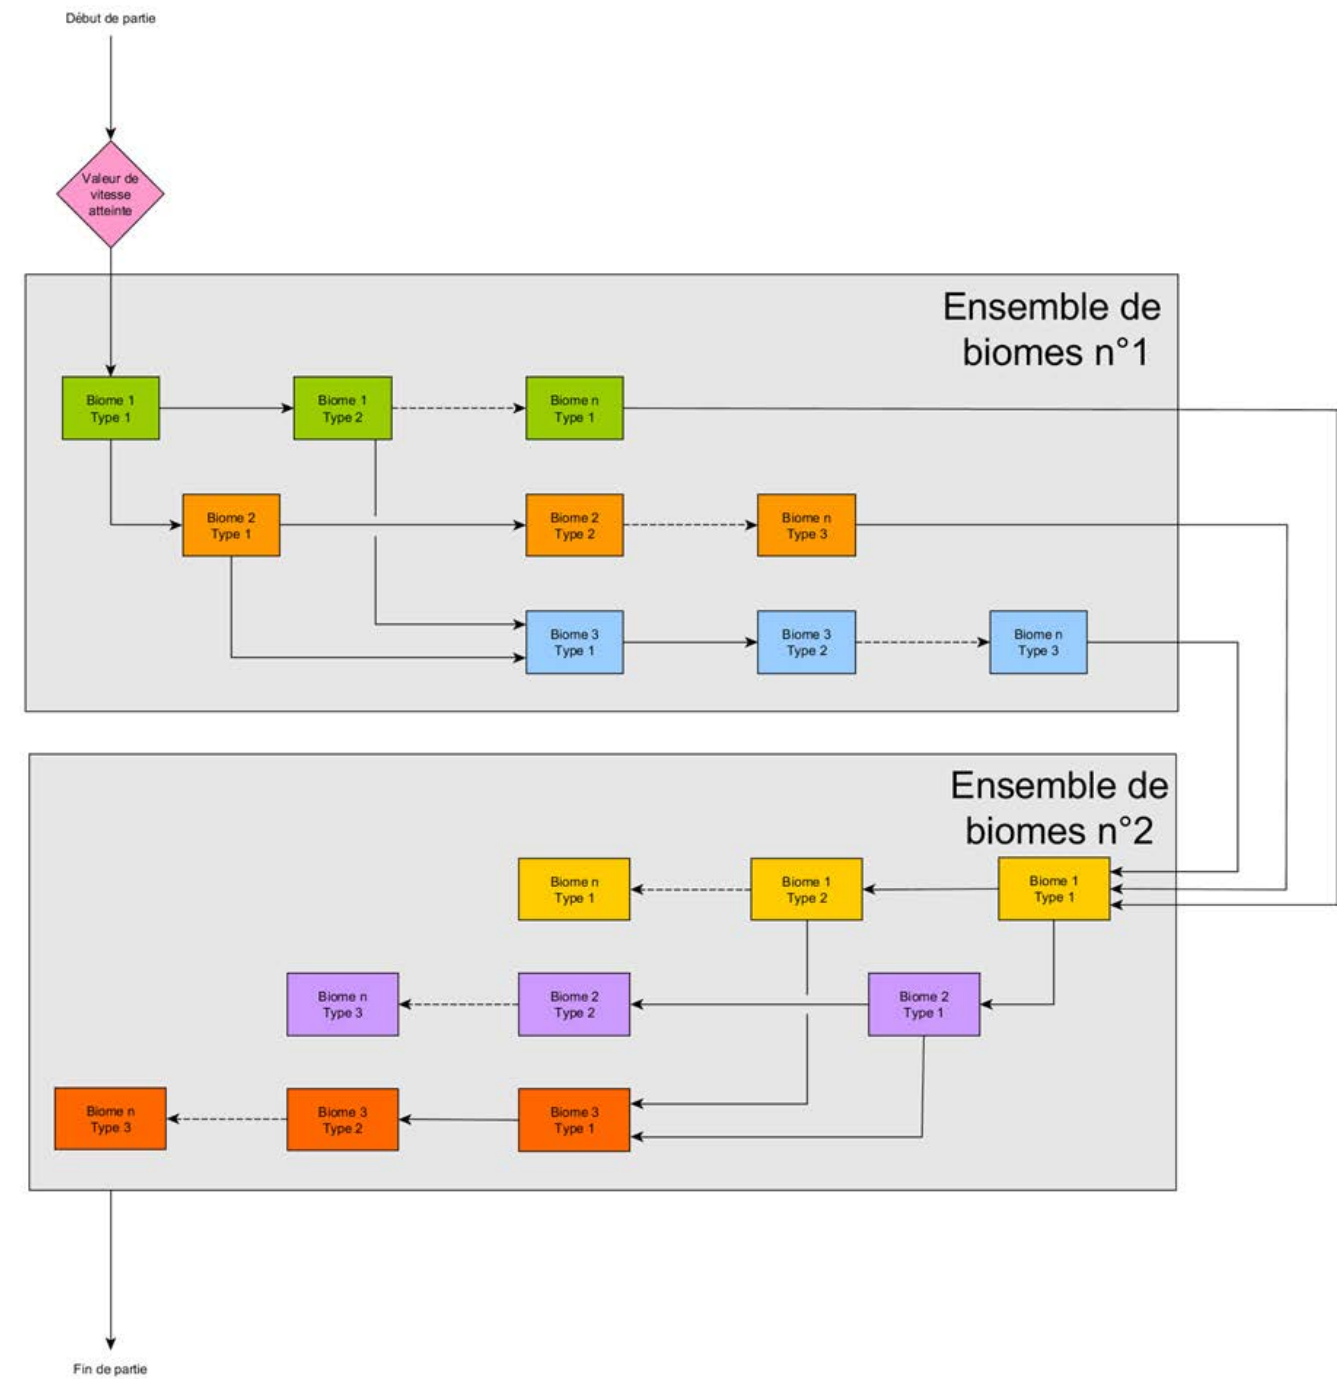 Début de partie
Valeur de
vitesse
atteinte
Ensemble de
biomes n°1
Biome 1
Type 1
Biome 1
Type 2
Biome n
Type 1
Biome 2
Type 1
Biome 2
Type 2
Biome n
Type 3
Biome 3
Type 1
Biome 3
Type 2
Biome n
Type 3
Ensemble de
biomes n°2
Biome n
Type 1
Biome 1
Type 2
Biome 1
Type 1
Biome n
Type 3
Biome 2
Type 2
Biome 2
Type 1
Biome n
Type 3
Biome 3
Type 2
Biome 3
Type 1
Fin de partie